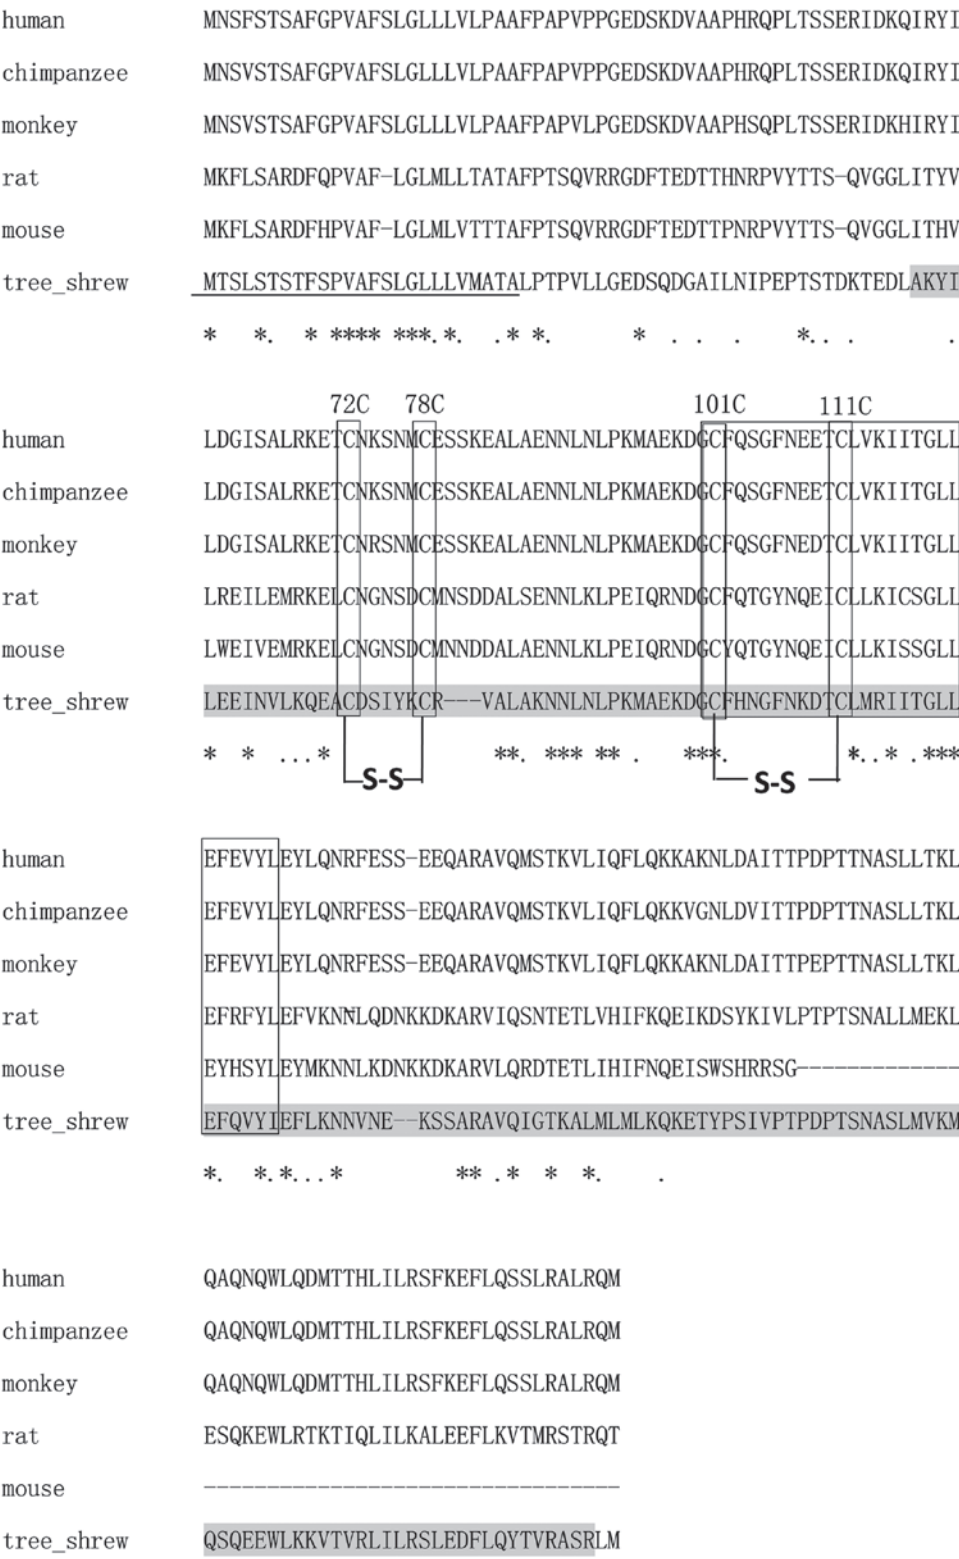 human MNSFSTSAFGPVAFSLGLLLVLPAAFPAPVPPGEDSKDVAAPHRQPLTSSERIDKQIRYI
chimpanzee MNSVSTSAFGPVAFSLGLLLVLPAAFPAPVPPGEDSKDVAAPHRQPLTSSERIDKQIRYI
monkey MNSVSTSAFGPVAFSLGLLLVLPAAFPAPVLPGEDSKDVAAPHSQPLTSSERIDKHIRYI
rat MKFLSARDFQPVAF-LGLMLLTATAFPTSQVRRGDFTEDTTHNRPVYTTS-QVGGLITYV
mouse MKFLSARDFHPVAF-LGLMLVTTTAFPTSQVRRGDFTEDTTPNRPVYTTS-QVGGLITHV
tree_shrew MTSLSTSTFSPVAFSLGLLLVMATALPTPVLLGEDSQDGAILNIPEPTSTDKTEDLAKYI
* *. * **** ***. *. .* *. * . . . *. . . .
72C 78C 101C 111C
human LDGISALRKETCNKSNMCESSKEALAENNLNLPKMAEKDGCFQSGFNEETCLVKIITGLL
chimpanzee LDGISALRKETCNKSNMCESSKEALAENNLNLPKMAEKDGCFQSGFNEETCLVKIITGLL
monkey LDGISALRKETCNRSNMCESSKEALAENNLNLPKMAEKDGCFQSGFNEDTCLVKIITGLL
rat LREILEMRKELCNGNSDCMNSDDALSENNLKLPEIQRNDGCFQTGYNQEICLLKICSGLL
mouse LWEIVEMRKELCNGNSDCMNNDDALAENNLKLPEIQRNDGCYQTGYNQEICLLKISSGLL
tree_shrew LEEINVLKQEACDSIYKCR---VALAKNNLNLPKMAEKDGCFHNGFNKDTCLMRIITGLL
* * ...* **. *** ** . ***. *..* .***
S-S S-S
human EFEVYLEYLQNRFESS-EEQARAVQMSTKVLIQFLQKKAKNLDAITTPDPTTNASLLTKL
chimpanzee EFEVYLEYLQNRFESS-EEQARAVQMSTKVLIQFLQKKVGNLDVITTPDPTTNASLLTKL
monkey EFEVYLEYLQNRFESS-EEQARAVQMSTKVLIQFLQKKAKNLDAITTPEPTTNASLLTKL
rat EFRFYLEFVKNNLQDNKKDKARVIQSNTETLVHIFKQEIKDSYKIVLPTPTSNALLMEKL
mouse EYHSYLEYMKNNLKDNKKDKARVLQRDTETLIHIFNQEISWSHRRSG-------------
tree_shrew EFQVYIEFLKNNVNE--KSSARAVQIGTKALMLMLKQKETYPSIVPTPDPTSNASLMVKM
*. *.*...* ** .* * *. .
human QAQNQWLQDMTTHLILRSFKEFLQSSLRALRQM
chimpanzee QAQNQWLQDMTTHLILRSFKEFLQSSLRALRQM
monkey QAQNQWLQDMTTHLILRSFKEFLQSSLRALRQM
rat ESQKEWLRTKTIQLILKALEEFLKVTMRSTRQT
mouse ---------------------------------
tree_shrew QSQEEWLKKVTVRLILRSLEDFLQYTVRASRLM